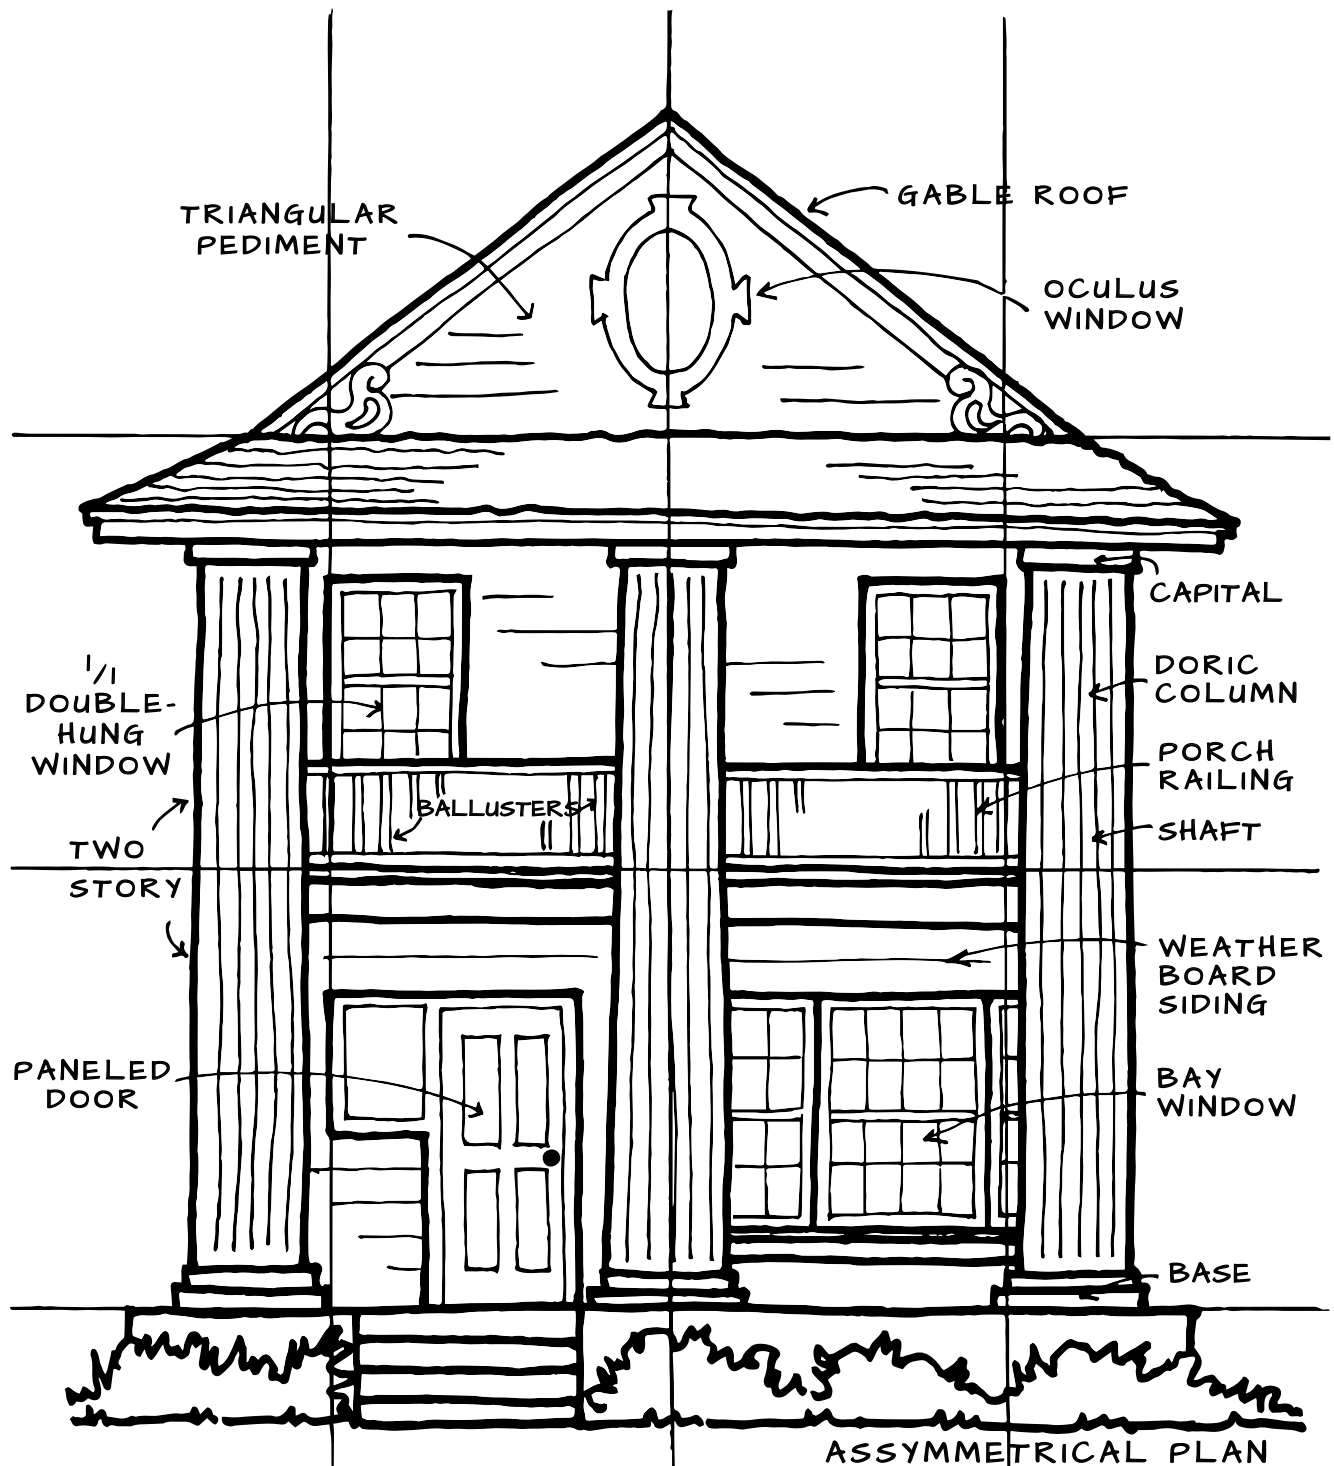 GABLE ROOF
TRIANGULAR
PEDIMENT
OCULUS
WINDOW
CAPITAL
1/1
DOUBLE-
HUNG
WINDOW
DORIC
COLUMN
PORCH
RAILING
BALLUSTERS
SHAFT
TWO
STORY
WEATHER
BOARD
SIDING
PANELED
DOOR
BAY
WINDOW
BASE
ASSYMMETRICAL PLAN